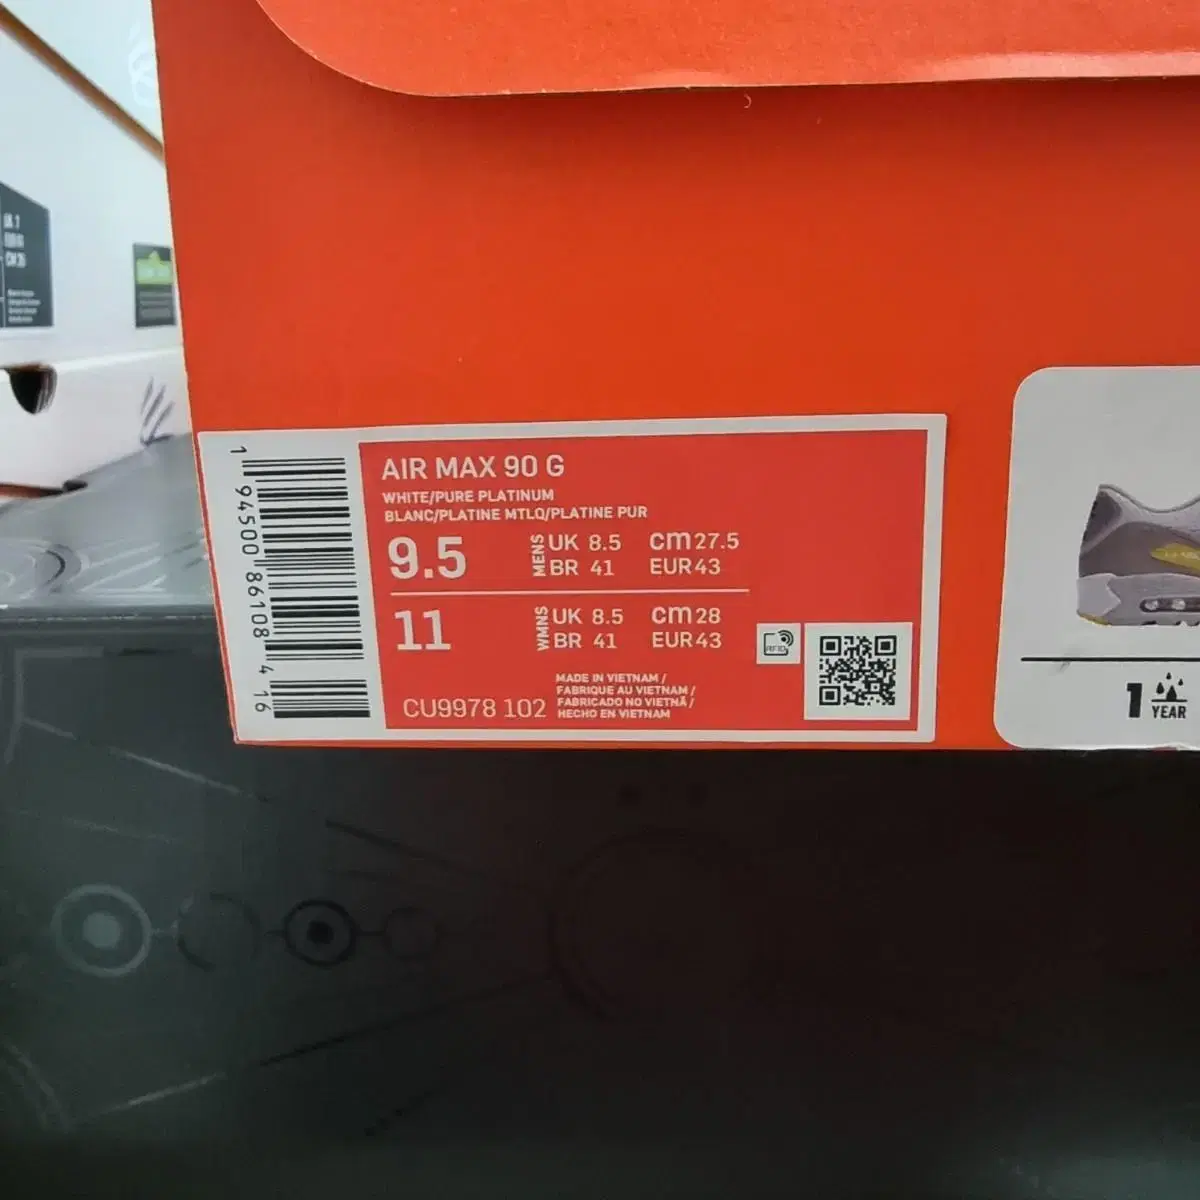 AIR MAX 90 G
WHITE/PURE PLATINUM
BLANC/PLATINE MTLQ/PLATINE PUR
9.5 MENS UK 8.5 cm 27.5
BR 41 EUR 43
11 WMNS UK 8.5 cm 28
BR 41 EUR 43
RFID
MADE IN VIETNAM /
FABRIQUE AU VIETNAM /
FABRICADO NO VIETNÃ /
HECHO EN VIETNAM
CU9978 102
1 94500 86108 4 16
1 YEAR